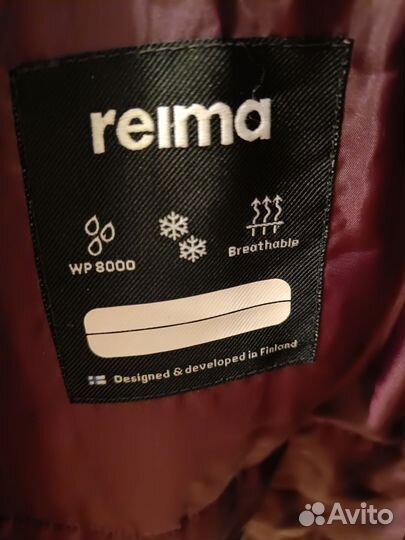 reima
WP 8000
Breathable
Designed & developed in Finland
Avito